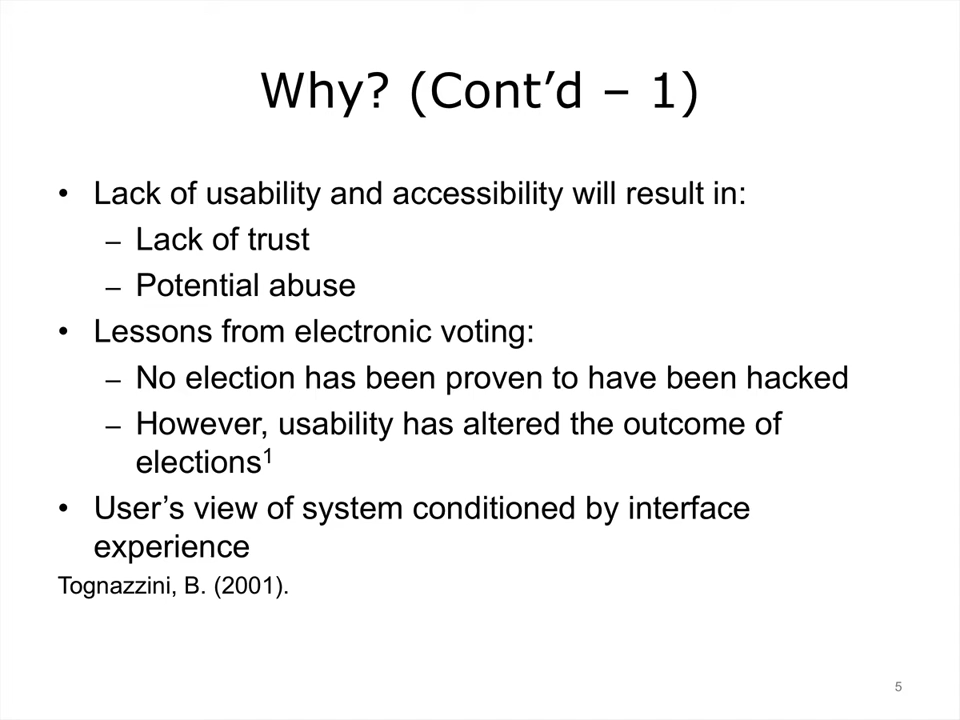 Why? (Cont’d – 1)
• Lack of usability and accessibility will result in:
– Lack of trust
– Potential abuse
• Lessons from electronic voting:
– No election has been proven to have been hacked
– However, usability has altered the outcome of
elections¹
• User’s view of system conditioned by interface
experience
Tognazzini, B. (2001).
5